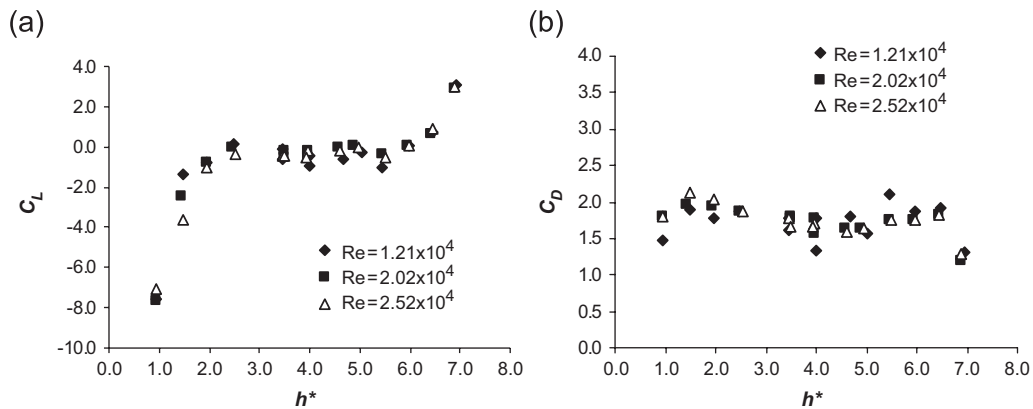 (a)
4.0
2.0
0.0
-2.0
-4.0
-6.0
-8.0
-10.0
C_L
Re=1.21x10^4
Re=2.02x10^4
Re=2.52x10^4
0.0 1.0 2.0 3.0 4.0 5.0 6.0 7.0 8.0
h*
(b)
4.0
3.5
3.0
2.5
2.0
1.5
1.0
0.5
0.0
C_D
Re=1.21x10^4
Re=2.02x10^4
Re=2.52x10^4
0.0 1.0 2.0 3.0 4.0 5.0 6.0 7.0 8.0
h*